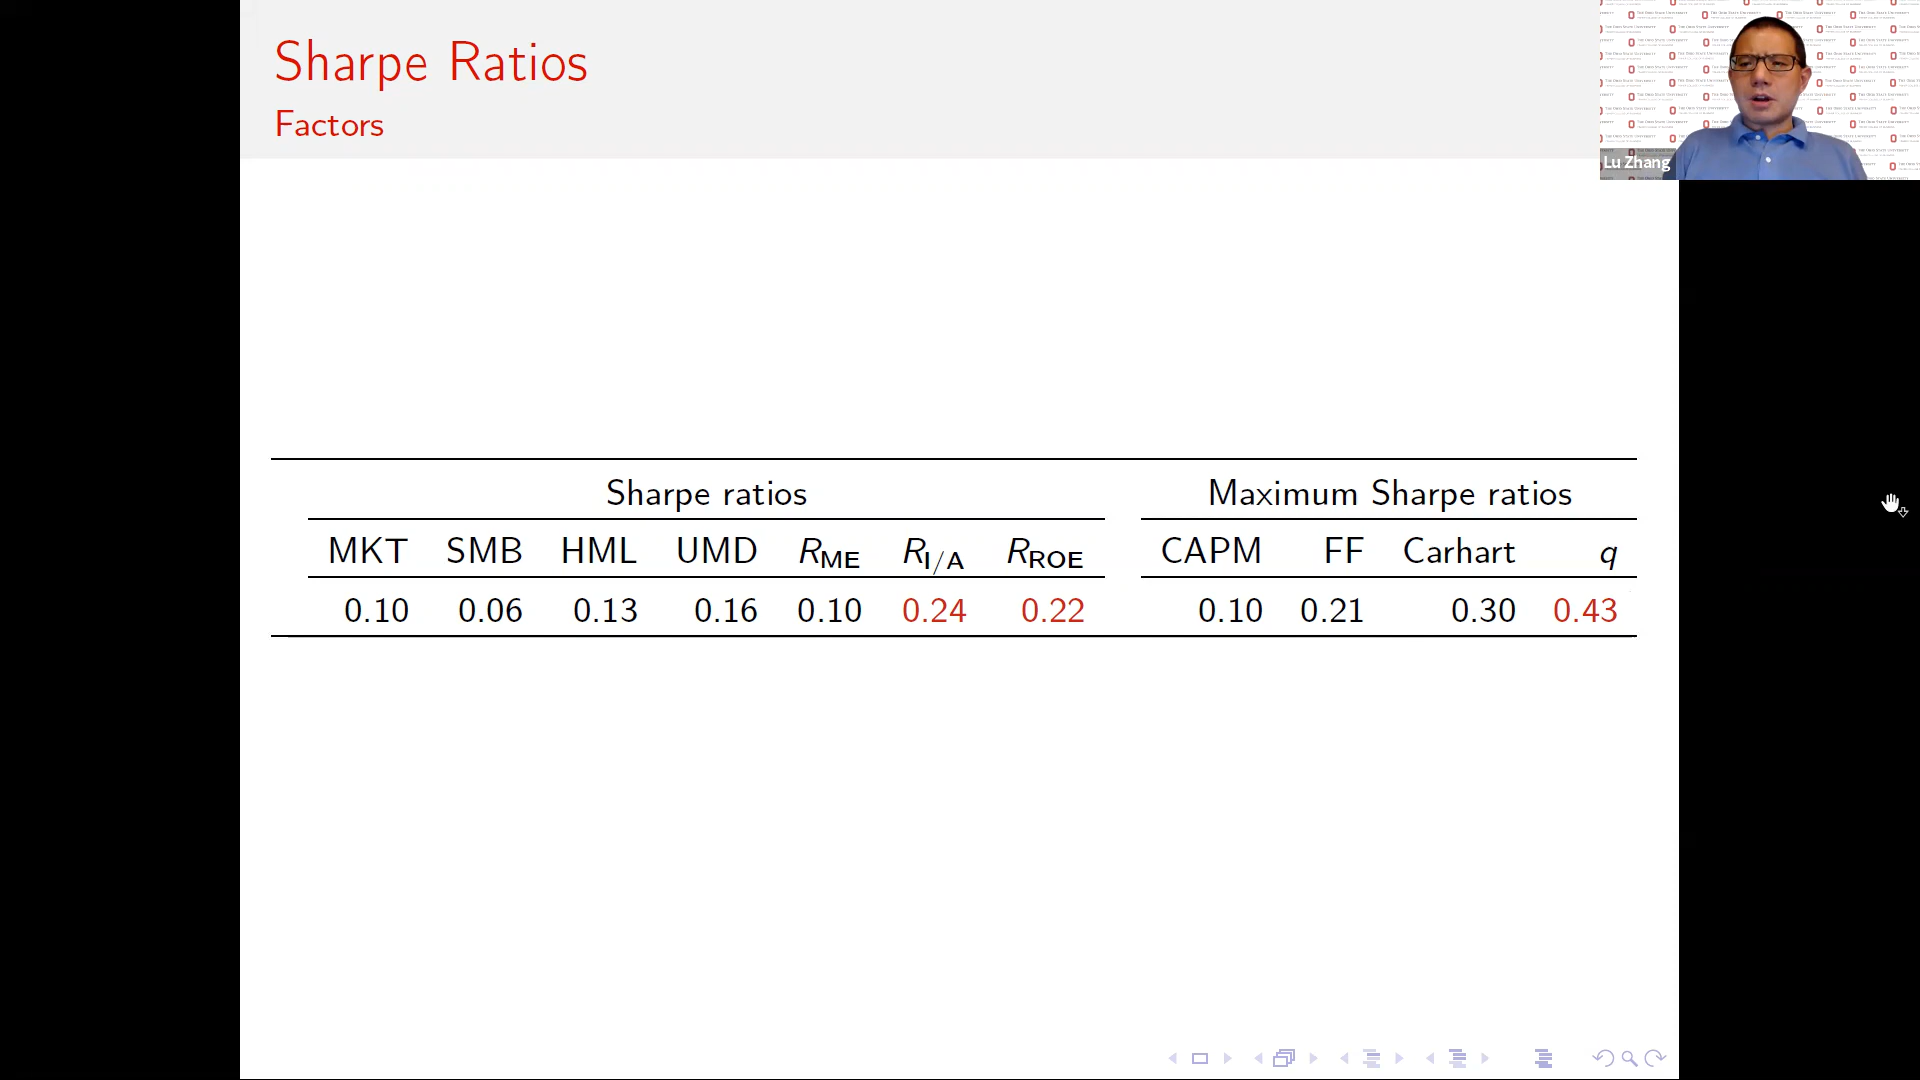 Sharpe Ratios
Factors
Lu Zhang
Sharpe ratios Maximum Sharpe ratios
MKT SMB HML UMD R_ME R_I/A R_ROE CAPM FF Carhart q
0.10 0.06 0.13 0.16 0.10 0.24 0.22 0.10 0.21 0.30 0.43